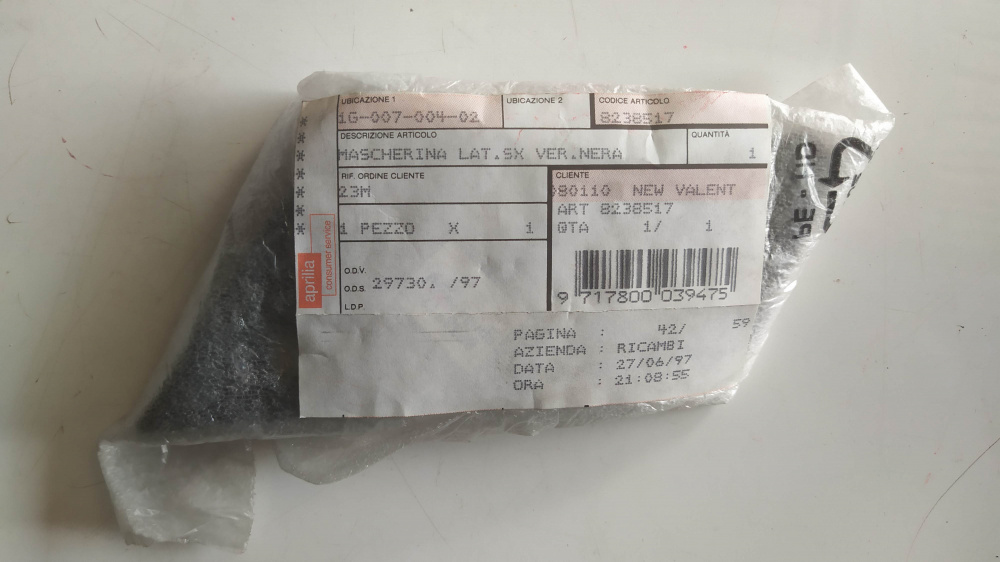 UBICAZIONE 1
1G-007-004-02
UBICAZIONE 2
CODICE ARTICOLO
8238517
DESCRIZIONE ARTICOLO
MASCHERINA LAT.SX VER.NERA
QUANTITÀ
1
RIF. ORDINE CLIENTE
23M
CLIENTE
080110 NEW VALENT
ART 8238517
QTA 1/ 1
1 PEZZO X 1
O.D.V.
O.D.S. 29730. /97
L.D.P.
9 717800 039475
aprilia
consumer service
PAGINA : 42/ 59
AZIENDA : RICAMBI
DATA : 27/06/97
ORA : 21:08:55